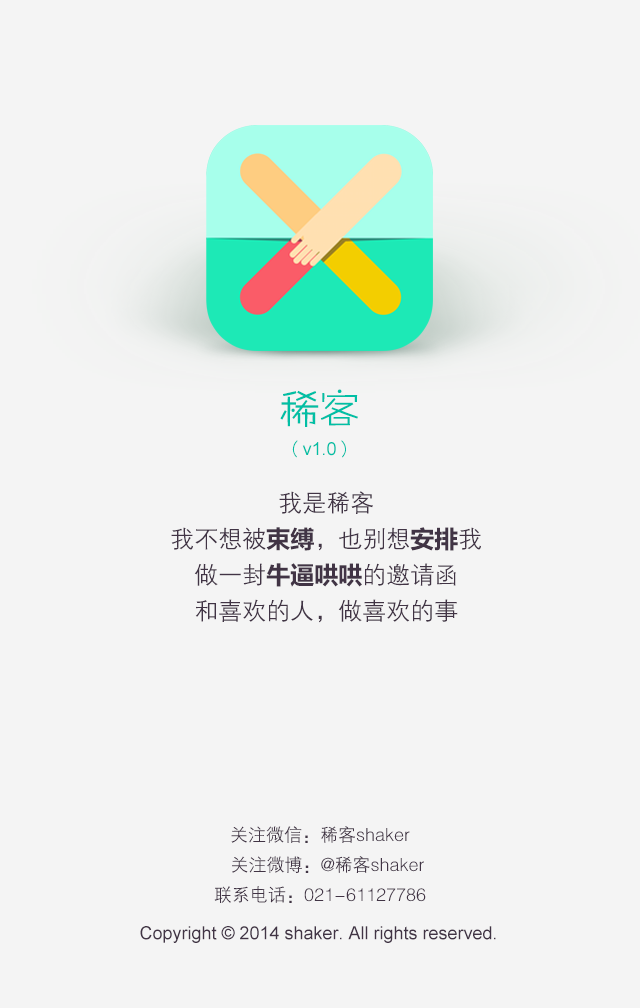 稀客
（v1.0）
我是稀客
我不想被束缚，也别想安排我
做一封牛逼哄哄的邀请函
和喜欢的人，做喜欢的事
关注微信：稀客shaker
关注微博：@稀客shaker
联系电话：021-61127786
Copyright © 2014 shaker. All rights reserved.